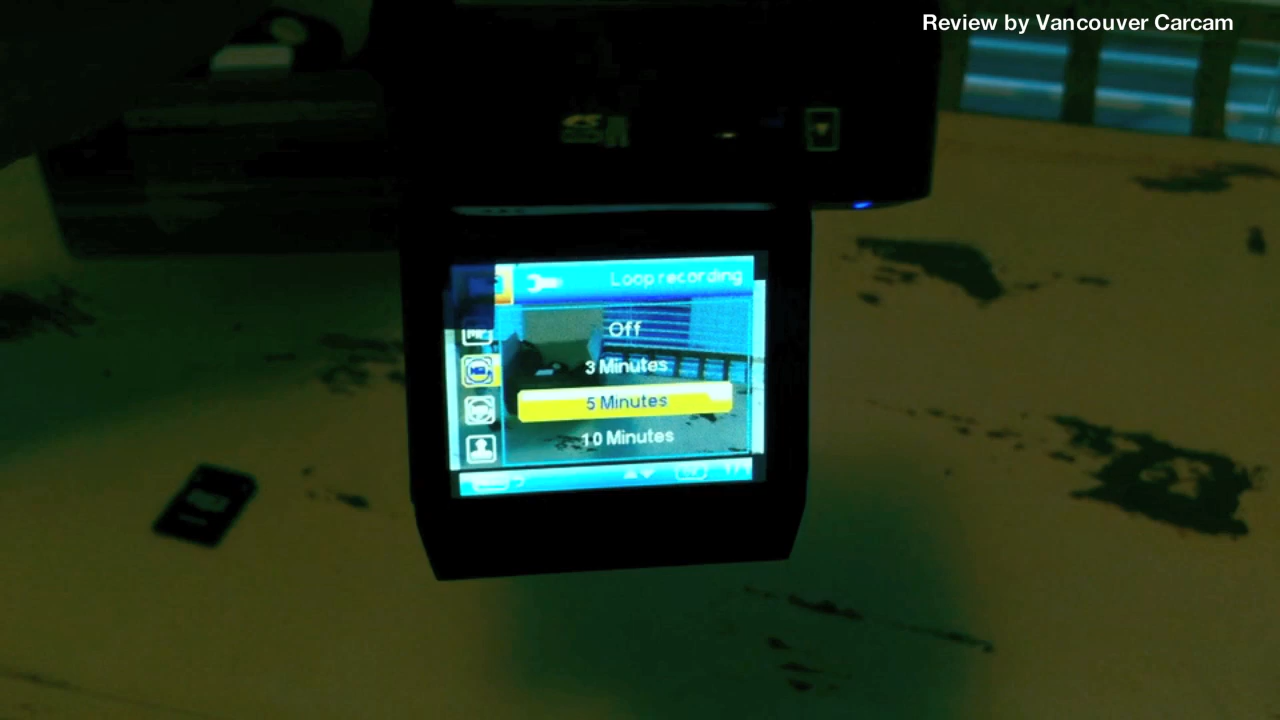 Review by Vancouver Carcam
Loop recording
Off
3 Minutes
5 Minutes
10 Minutes